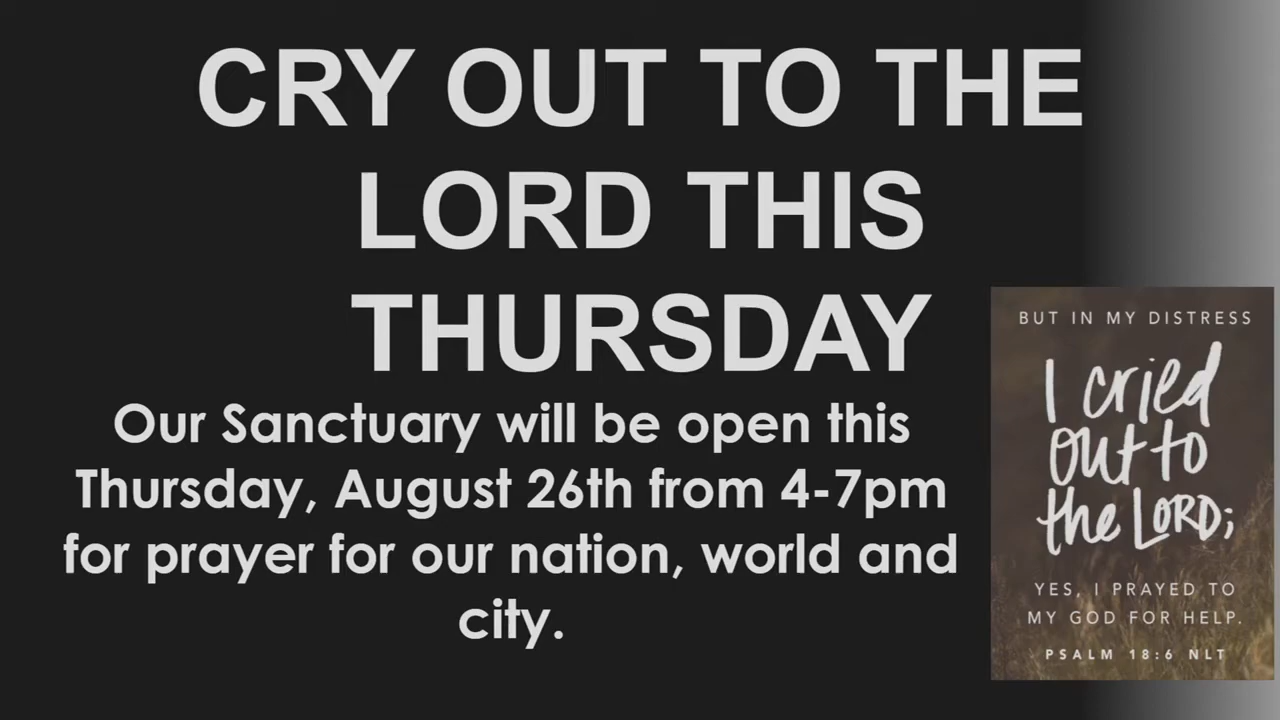 CRY OUT TO THE
LORD THIS
THURSDAY
Our Sanctuary will be open this
Thursday, August 26th from 4-7pm
for prayer for our nation, world and
city.
BUT IN MY DISTRESS
I cried
out to
the LORD;
YES, I PRAYED TO
MY GOD FOR HELP.
PSALM 18:6 NLT